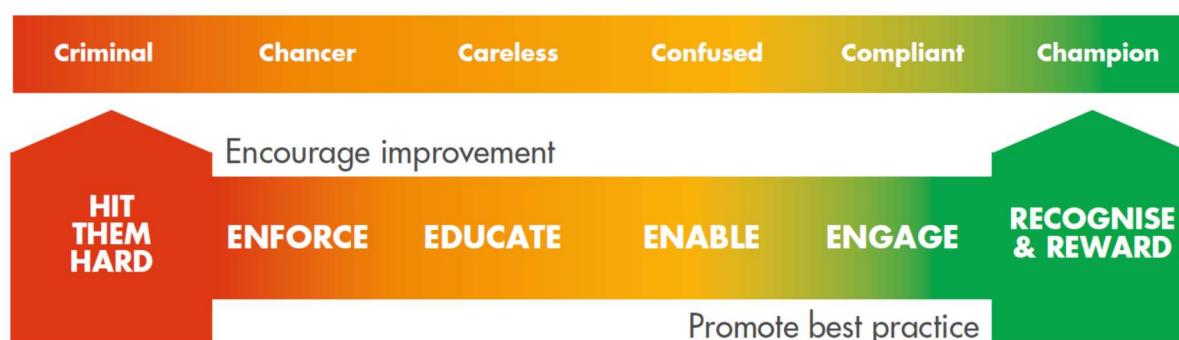 Criminal Chancer Careless Confused Compliant Champion
Encourage improvement
HIT
THEM
HARD
ENFORCE EDUCATE ENABLE ENGAGE
RECOGNISE
& REWARD
Promote best practice